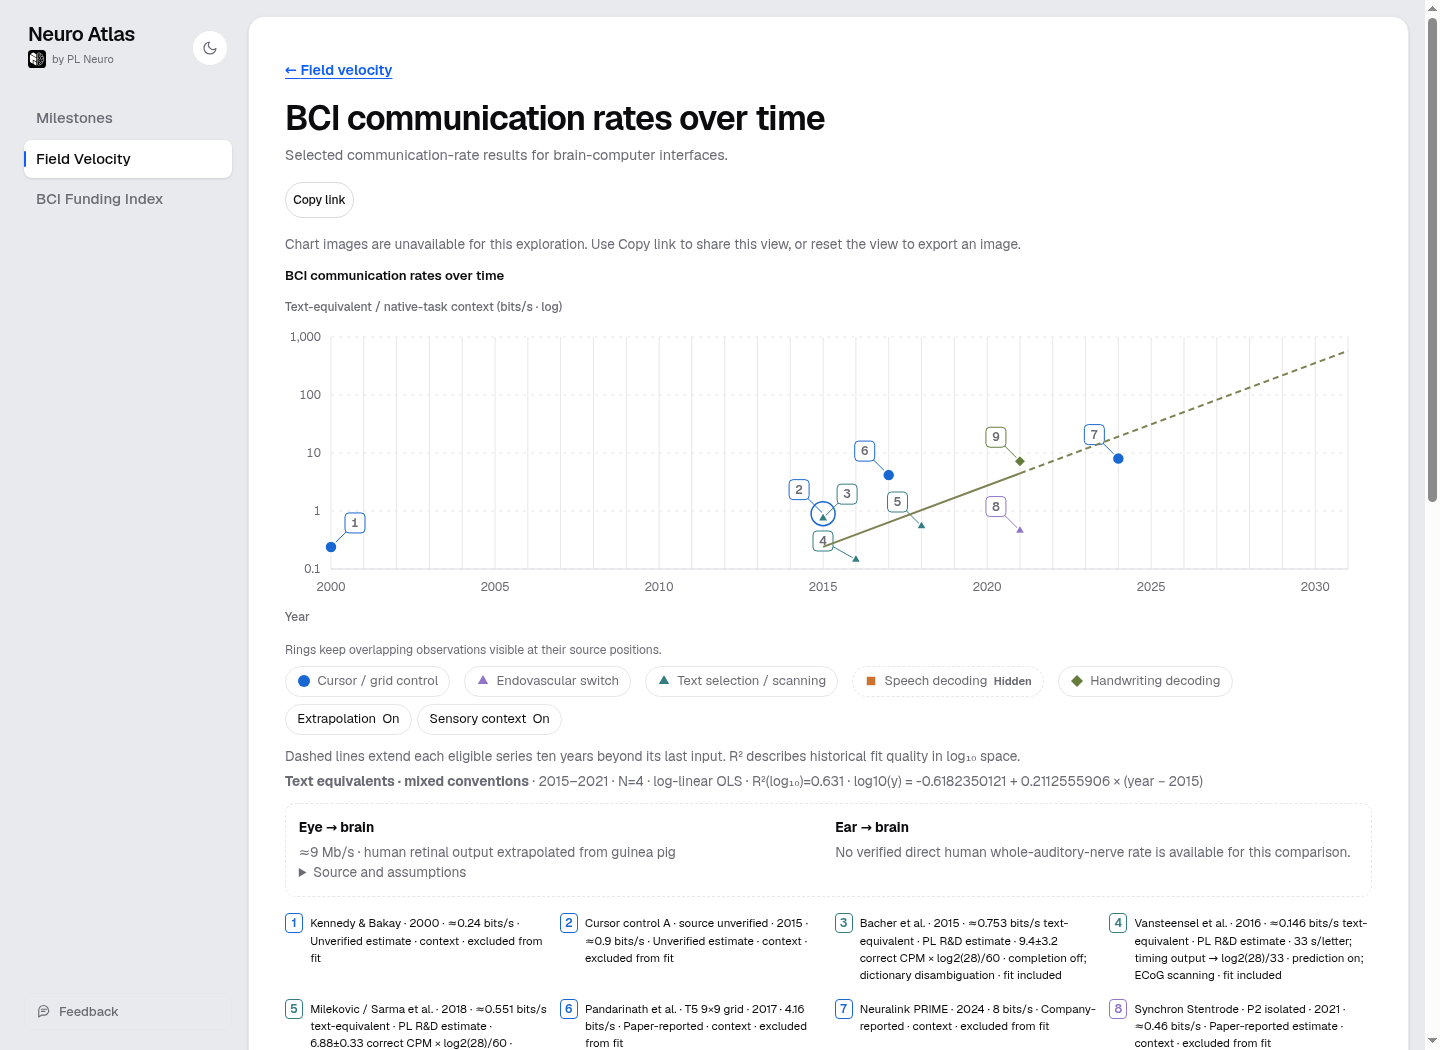 Neuro Atlas
by PL Neuro
Milestones
Field Velocity
BCI Funding Index
Feedback
← Field velocity
BCI communication rates over time
Selected communication-rate results for brain-computer interfaces.
Copy link
Chart images are unavailable for this exploration. Use Copy link to share this view, or reset the view to export an image.
BCI communication rates over time
Text-equivalent / native-task context (bits/s · log)
1,000
100
10
1
0.1
1
2
3
4
5
6
7
8
9
2000
2005
2010
2015
2020
2025
2030
Year
Rings keep overlapping observations visible at their source positions.
Cursor / grid control
Endovascular switch
Text selection / scanning
Speech decoding Hidden
Handwriting decoding
Extrapolation On
Sensory context On
Dashed lines extend each eligible series ten years beyond its last input. R² describes historical fit quality in log₁₀ space.
Text equivalents · mixed conventions · 2015–2021 · N=4 · log-linear OLS · R²(log₁₀)=0.631 · log10(y) = -0.6182350121 + 0.2112555906 × (year − 2015)
Eye → brain
≈9 Mb/s · human retinal output extrapolated from guinea pig
Source and assumptions
Ear → brain
No verified direct human whole-auditory-nerve rate is available for this comparison.
1
Kennedy & Bakay · 2000 · ≈0.24 bits/s ·
Unverified estimate · context · excluded from
fit
2
Cursor control A · source unverified · 2015 ·
≈0.9 bits/s · Unverified estimate · context ·
excluded from fit
3
Bacher et al. · 2015 · ≈0.753 bits/s text-
equivalent · PL R&D estimate · 9.4±3.2
correct CPM × log2(28)/60 · completion off;
dictionary disambiguation · fit included
4
Vansteensel et al. · 2016 · ≈0.146 bits/s text-
equivalent · PL R&D estimate · 33 s/letter;
timing output → log2(28)/33 · prediction on;
ECoG scanning · fit included
5
Milekovic / Sarma et al. · 2018 · ≈0.551 bits/s
text-equivalent · PL R&D estimate ·
6.88±0.33 correct CPM × log2(28)/60 ·
6
Pandarinath et al. · T5 9×9 grid · 2017 · 4.16
bits/s · Paper-reported · context · excluded
from fit
7
Neuralink PRIME · 2024 · 8 bits/s · Company-
reported · context · excluded from fit
8
Synchron Stentrode · P2 isolated · 2021 ·
≈0.46 bits/s · Paper-reported estimate ·
context · excluded from fit